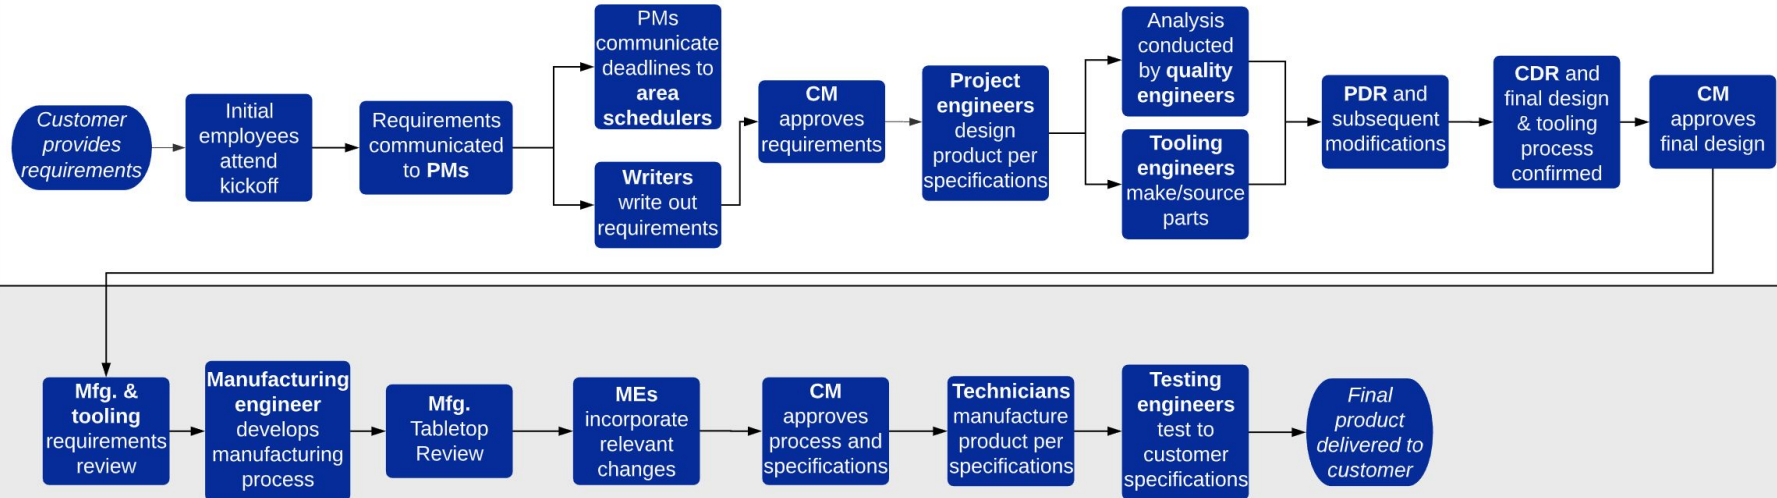 Customer
provides
requirements
Initial
employees
attend
kickoff
Requirements
communicated
to PMs
PMs
communicate
deadlines to
area
schedulers
Writers
write out
requirements
CM
approves
requirements
Project
engineers
design
product per
specifications
Analysis
conducted
by quality
engineers
Tooling
engineers
make/source
parts
PDR and
subsequent
modifications
CDR and
final design
& tooling
process
confirmed
CM
approves
final design
Mfg. &
tooling
requirements
review
Manufacturing
engineer
develops
manufacturing
process
Mfg.
Tabletop
Review
MEs
incorporate
relevant
changes
CM
approves
process and
specifications
Technicians
manufacture
product per
specifications
Testing
engineers
test to
customer
specifications
Final
product
delivered to
customer